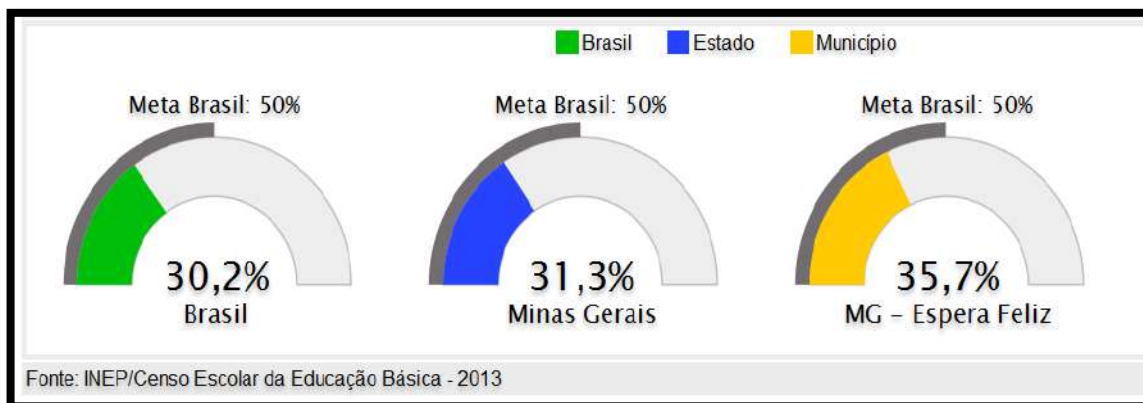 Brasil Estado Município
Meta Brasil: 50% Meta Brasil: 50% Meta Brasil: 50%
30,2% 31,3% 35,7%
Brasil Minas Gerais MG - Espera Feliz
Fonte: INEP/Censo Escolar da Educação Básica - 2013